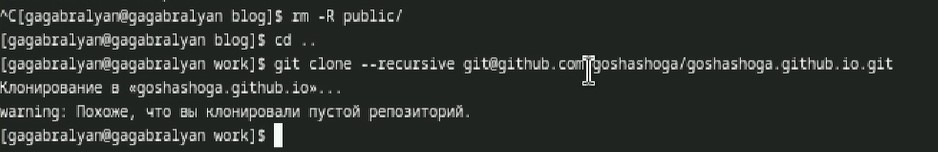 ^C[gagabralyan@gagabralyan blog]$ rm -R public/
[gagabralyan@gagabralyan blog]$ cd ..
[gagabralyan@gagabralyan work]$ git clone --recursive git@github.com:goshashoga/goshashoga.github.io.git
Клонирование в «goshashoga.github.io»...
warning: Похоже, что вы клонировали пустой репозиторий.
[gagabralyan@gagabralyan work]$